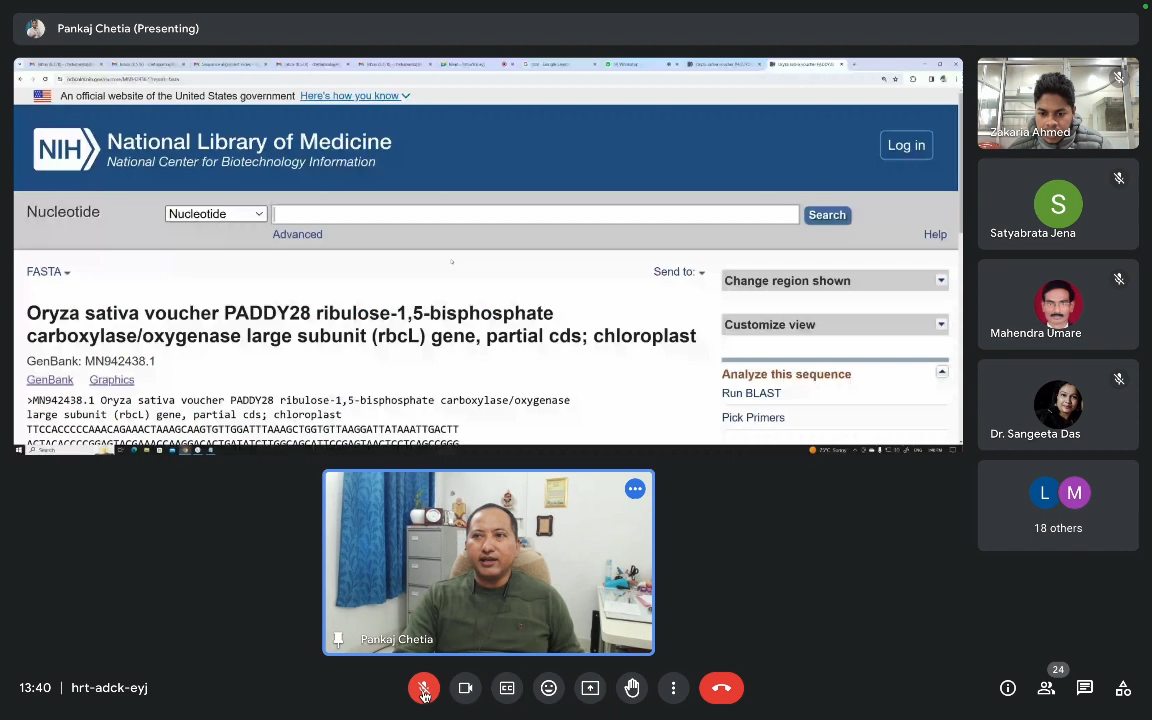 Pankaj Chetia (Presenting)
An official website of the United States government Here's how you know
NIH National Library of Medicine
National Center for Biotechnology Information
Log in
Nucleotide
Nucleotide
Search
Advanced
Help
FASTA
Send to:
Change region shown
Oryza sativa voucher PADDY28 ribulose-1,5-bisphosphate
carboxylase/oxygenase large subunit (rbcL) gene, partial cds; chloroplast
Customize view
GenBank: MN942438.1
GenBank Graphics
Analyze this sequence
Run BLAST
Pick Primers
>MN942438.1 Oryza sativa voucher PADDY28 ribulose-1,5-bisphosphate carboxylase/oxygenase
large subunit (rbcL) gene, partial cds; chloroplast
TTCCACCCCCAAACAGAAACTAAAGCAAGTGTTGGATTTAAAGCTGGTGTTAAGGATTATAAATTGACTT
Search
Zakaria Ahmed
S
Satyabrata Jena
Mahendra Umare
Dr. Sangeeta Das
L M
18 others
Pankaj Chetia
13:40 | hrt-adck-eyj
24